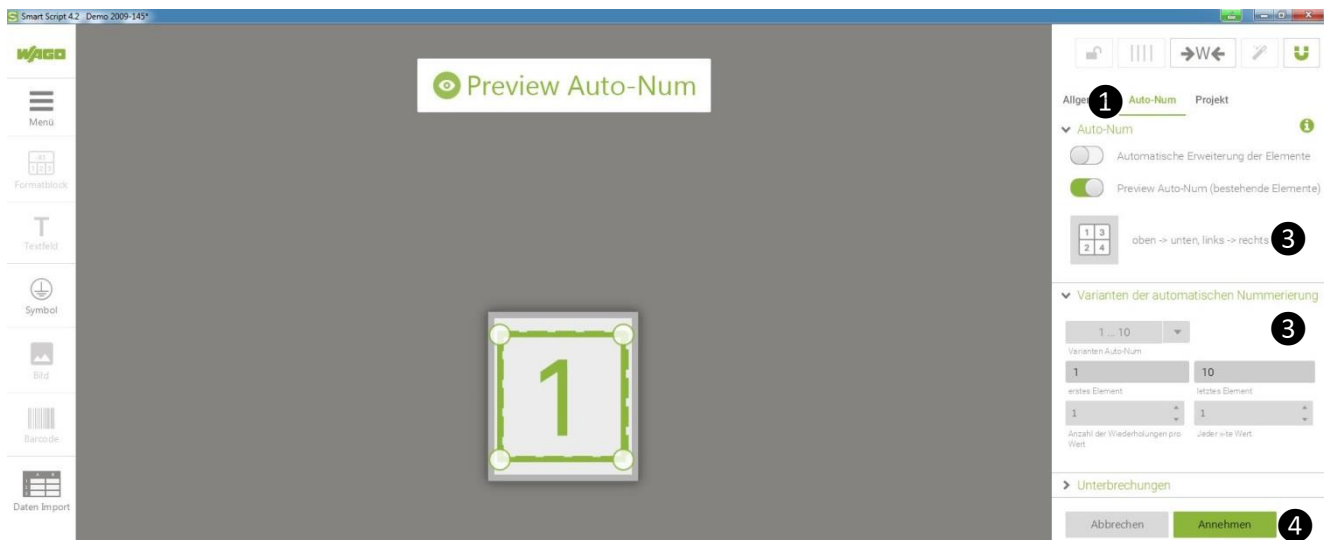 Smart Script 4.2 Demo 2009-145*
WAGO
Menü
Formatblock
Textfeld
Symbol
Bild
Barcode
Daten Import
Preview Auto-Num
1
W
Allge 1 Auto-Num Projekt
Auto-Num
Automatische Erweiterung der Elemente
Preview Auto-Num (bestehende Elemente)
1 3
2 4
oben -> unten, links -> rechts 3
Varianten der automatischen Nummerierung
1 ... 10 3
Varianten Auto-Num
1 10
erstes Element letztes Element
1 1
Anzahl der Wiederholungen pro Wert Jeder x-te Wert
Unterbrechungen
Abbrechen Annehmen 4